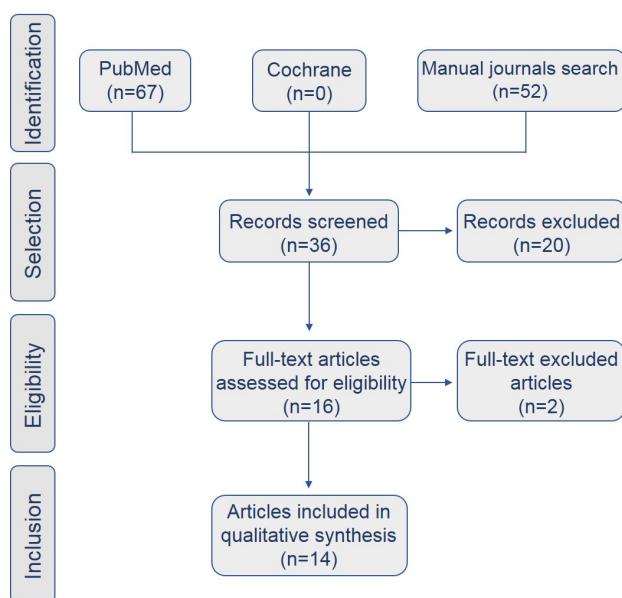 Identification
PubMed
(n=67)
Cochrane
(n=0)
Manual journals search
(n=52)
Selection
Records screened
(n=36)
Records excluded
(n=20)
Eligibility
Full-text articles
assessed for eligibility
(n=16)
Full-text excluded
articles
(n=2)
Inclusion
Articles included in
qualitative synthesis
(n=14)